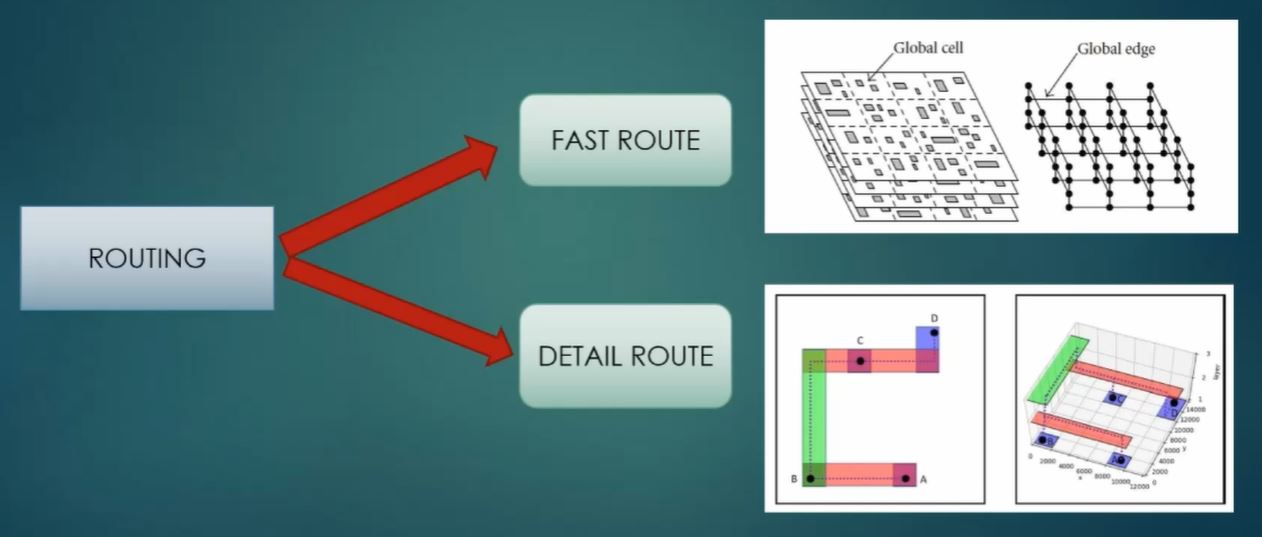 ROUTING
FAST ROUTE
DETAIL ROUTE
Global cell
Global edge
D
C
B
A
3
2
1
layer
C
D
B
A
14000
12000
10000
8000
6000
4000
2000
0
y
0
2000
4000
6000
8000
10000
12000
x